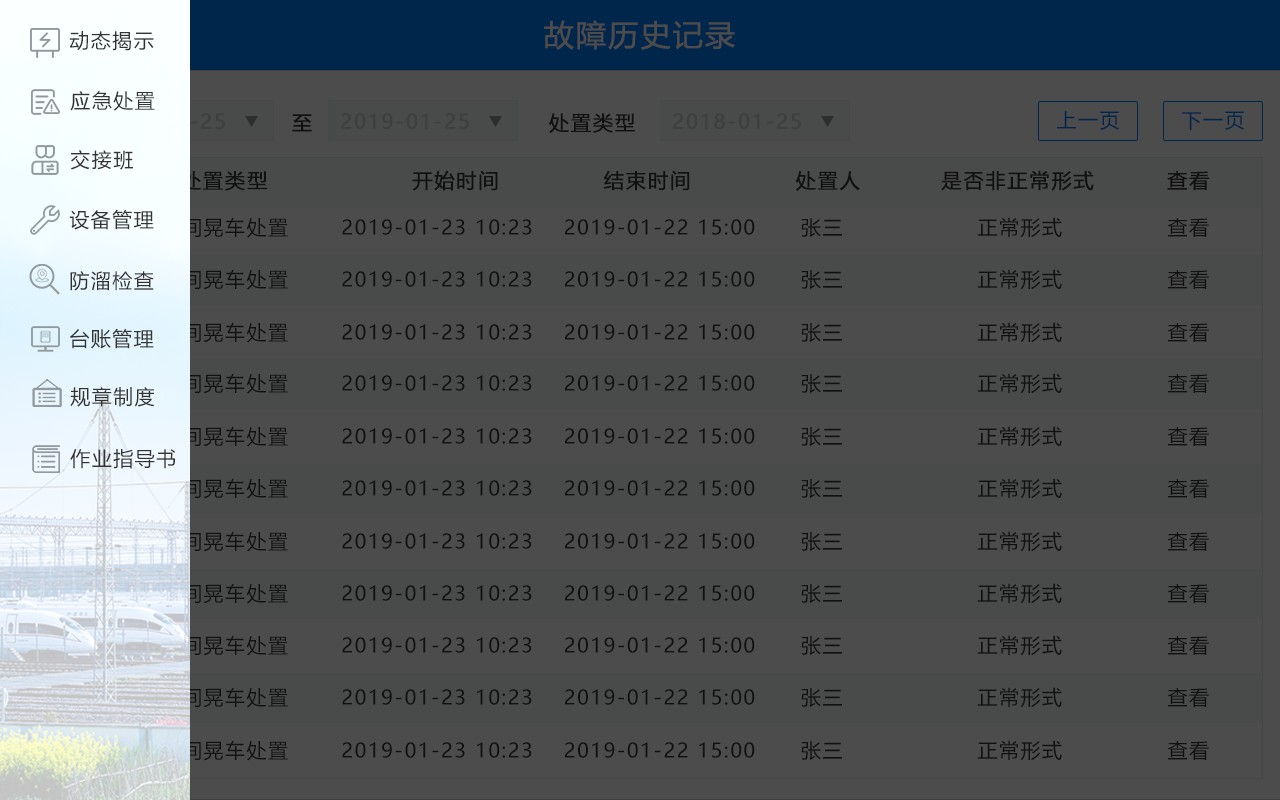 动态揭示
应急处置
交接班
设备管理
防溜检查
台账管理
规章制度
作业指导书
故障历史记录
-25 ▼ 至 2019-01-25 ▼ 处置类型 2018-01-25 ▼ 上一页 下一页
处置类型 开始时间 结束时间 处置人 是否非正常形式 查看
间晃车处置 2019-01-23 10:23 2019-01-22 15:00 张三 正常形式 查看
间晃车处置 2019-01-23 10:23 2019-01-22 15:00 张三 正常形式 查看
间晃车处置 2019-01-23 10:23 2019-01-22 15:00 张三 正常形式 查看
间晃车处置 2019-01-23 10:23 2019-01-22 15:00 张三 正常形式 查看
间晃车处置 2019-01-23 10:23 2019-01-22 15:00 张三 正常形式 查看
间晃车处置 2019-01-23 10:23 2019-01-22 15:00 张三 正常形式 查看
间晃车处置 2019-01-23 10:23 2019-01-22 15:00 张三 正常形式 查看
间晃车处置 2019-01-23 10:23 2019-01-22 15:00 张三 正常形式 查看
间晃车处置 2019-01-23 10:23 2019-01-22 15:00 张三 正常形式 查看
间晃车处置 2019-01-23 10:23 2019-01-22 15:00 张三 正常形式 查看
间晃车处置 2019-01-23 10:23 2019-01-22 15:00 张三 正常形式 查看